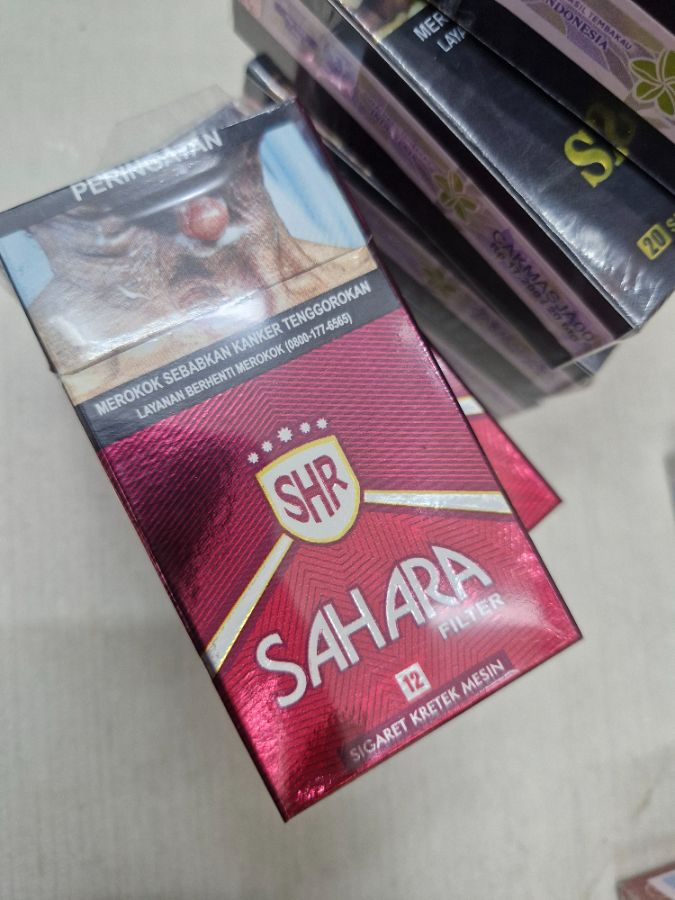 PERINGATAN
MEROKOK SEBABKAN KANKER TENGGOROKAN
LAYANAN BERHENTI MEROKOK (0800-177-6565)
SHR
SAHARA
FILTER
12
SIGARET KRETEK MESIN
TEMBAKAU
INDONESIA
20